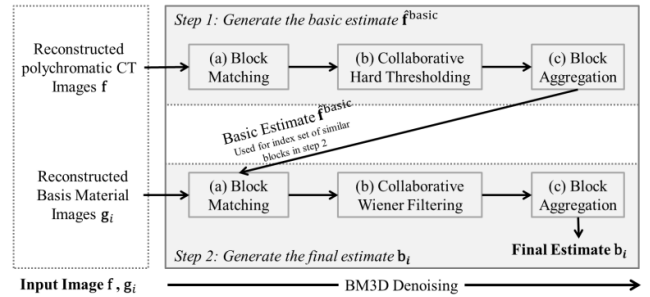 Step 1: Generate the basic estimate f̂ᵇᵃˢⁱᶜ
Reconstructed
polychromatic CT
Images f
(a) Block
Matching
(b) Collaborative
Hard Thresholding
(c) Block
Aggregation
Basic Estimate f̂ᵇᵃˢⁱᶜ
Used for index set of similar
blocks in step 2
Reconstructed
Basis Material
Images gᵢ
(a) Block
Matching
(b) Collaborative
Wiener Filtering
(c) Block
Aggregation
Step 2: Generate the final estimate bᵢ
Final Estimate bᵢ
Input Image f , gᵢ
BM3D Denoising